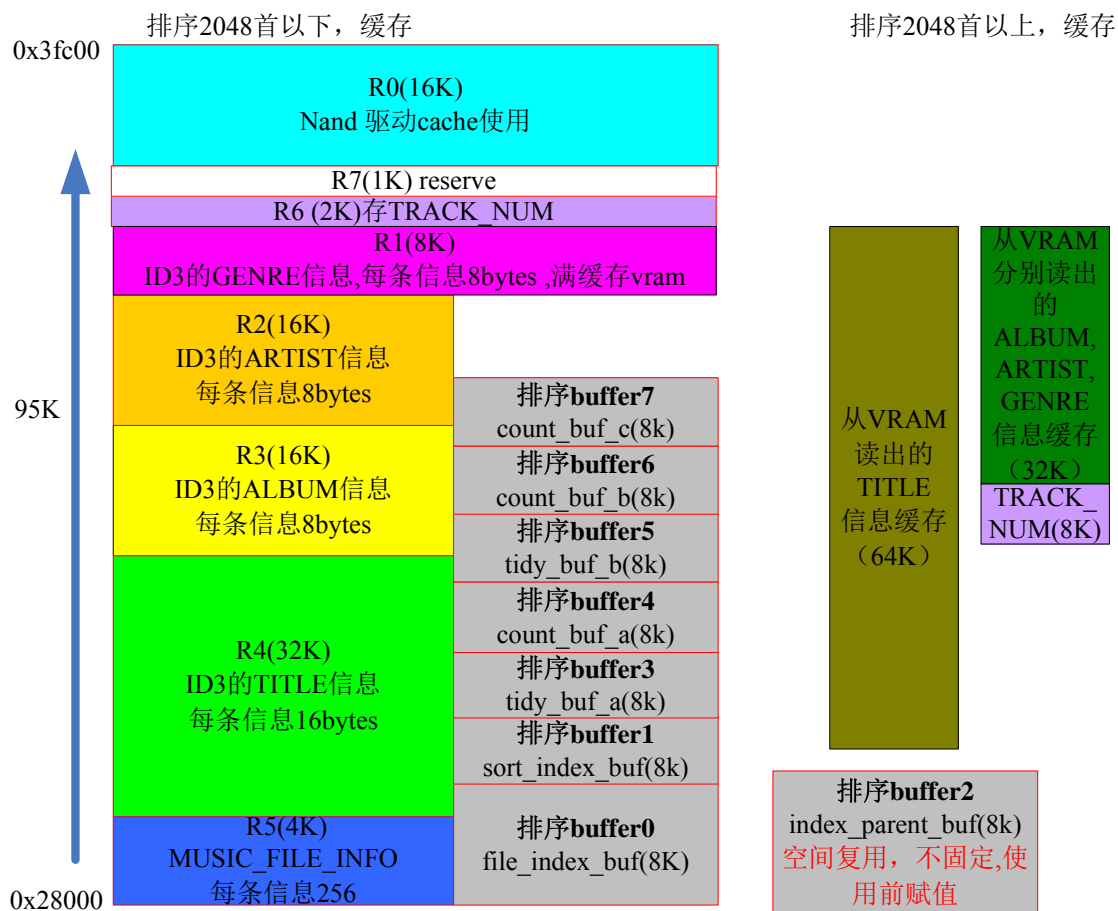 排序2048首以下，缓存
排序2048首以上，缓存
0x3fc00
R0(16K)
Nand 驱动cache使用
R7(1K) reserve
R6 (2K)存TRACK_NUM
R1(8K)
ID3的GENRE信息,每条信息8bytes ,满缓存vram
R2(16K)
ID3的ARTIST信息
每条信息8bytes
95K
R3(16K)
ID3的ALBUM信息
每条信息8bytes
R4(32K)
ID3的TITLE信息
每条信息16bytes
R5(4K)
MUSIC_FILE_INFO
每条信息256
0x28000
排序buffer7
count_buf_c(8k)
排序buffer6
count_buf_b(8k)
排序buffer5
tidy_buf_b(8k)
排序buffer4
count_buf_a(8k)
排序buffer3
tidy_buf_a(8k)
排序buffer1
sort_index_buf(8k)
排序buffer0
file_index_buf(8K)
从VRAM
读出的
TITLE
信息缓存
（64K）
从VRAM
分别读出
的
ALBUM,
ARTIST,
GENRE
信息缓存
（32K）
TRACK_
NUM(8K)
排序buffer2
index_parent_buf(8k)
空间复用，不固定,使
用前赋值